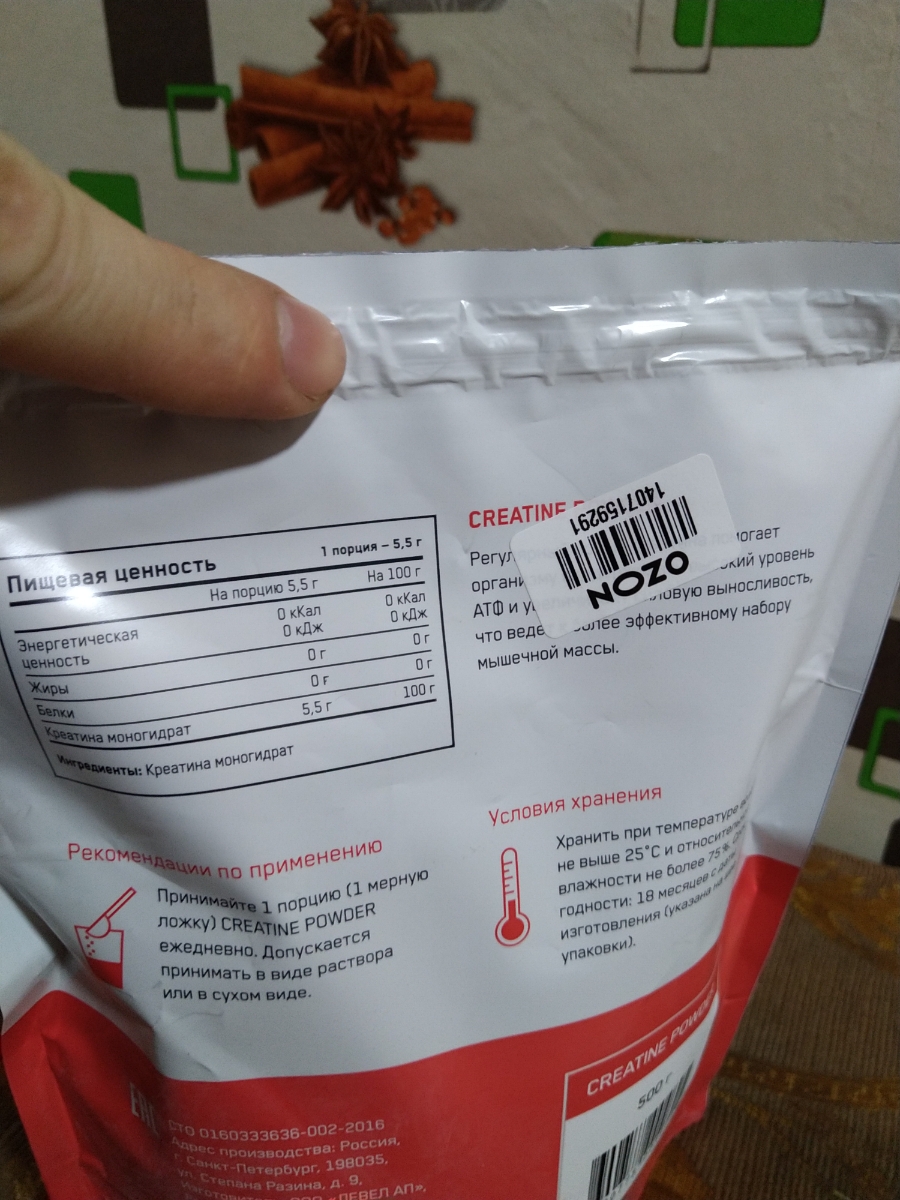 Пищевая ценность
1 порция – 5,5 г
На порцию 5,5 г
На 100 г
Энергетическая ценность
0 кКал
0 кКал
0 кДж
0 кДж
Жиры
0 г
0 г
Белки
0 г
0 г
Креатина моногидрат
5,5 г
100 г
Ингредиенты: Креатина моногидрат
CREATINE
1407159291
OZON
помогает
уровень
АТФ и
выносливость,
что ведет к более эффективному набору
мышечной массы.
Рекомендации по применению
Принимайте 1 порцию (1 мерную
ложку) CREATINE POWDER
ежедневно. Допускается
принимать в виде раствора
или в сухом виде.
Условия хранения
Хранить при температуре
не выше 25°С и
влажности не более 75%.
годности: 18 месяцев с
изготовления (указана на
упаковки).
EAC
СТО 0160333636-002-2016
Адрес производства: Россия,
г. Санкт-Петербург, 198035,
ул. Степана Разина, д. 9,
ООО «ЛЕВЕЛ АП»,
CREATINE POWDER
500 г